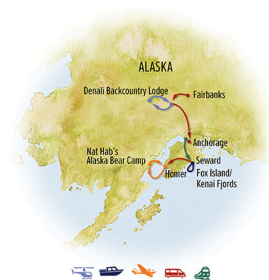 ALASKA
Denali Backcountry Lodge
Fairbanks
Anchorage
Nat Hab's
Alaska Bear Camp
Seward
Homer
Fox Island/
Kenai Fjords